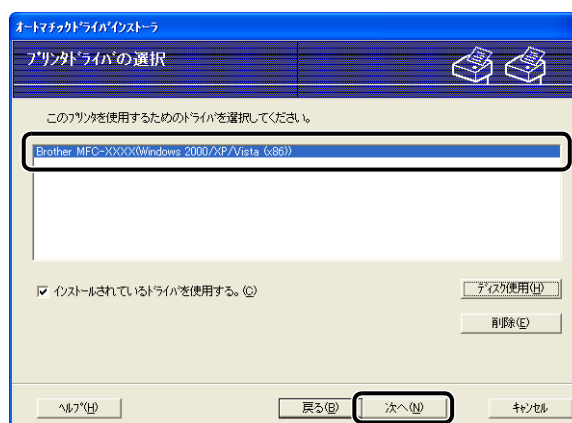 オートマチックドライバインストーラ
プリンタドライバの選択
このプリンタを使用するためのドライバを選択してください。
Brother MFC-XXXX(Windows 2000/XP/Vista (x86))
インストールされているドライバを使用する。(C)
ディスク使用(H)
削除(E)
ヘルプ(H) 戻る(B) 次へ(N) キャンセル